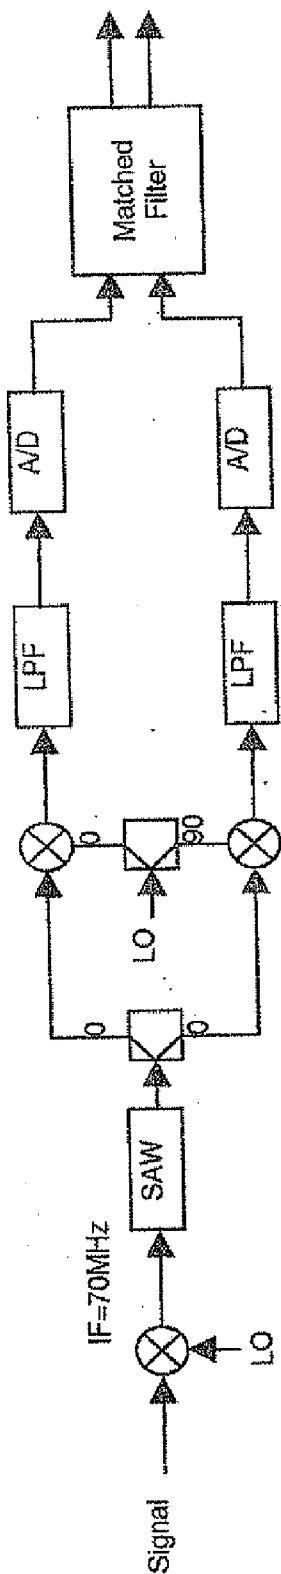 Signal
LO
IF=70MHz
SAW
0
0
LO
0
90
LPF
LPF
A/D
A/D
Matched
Filter